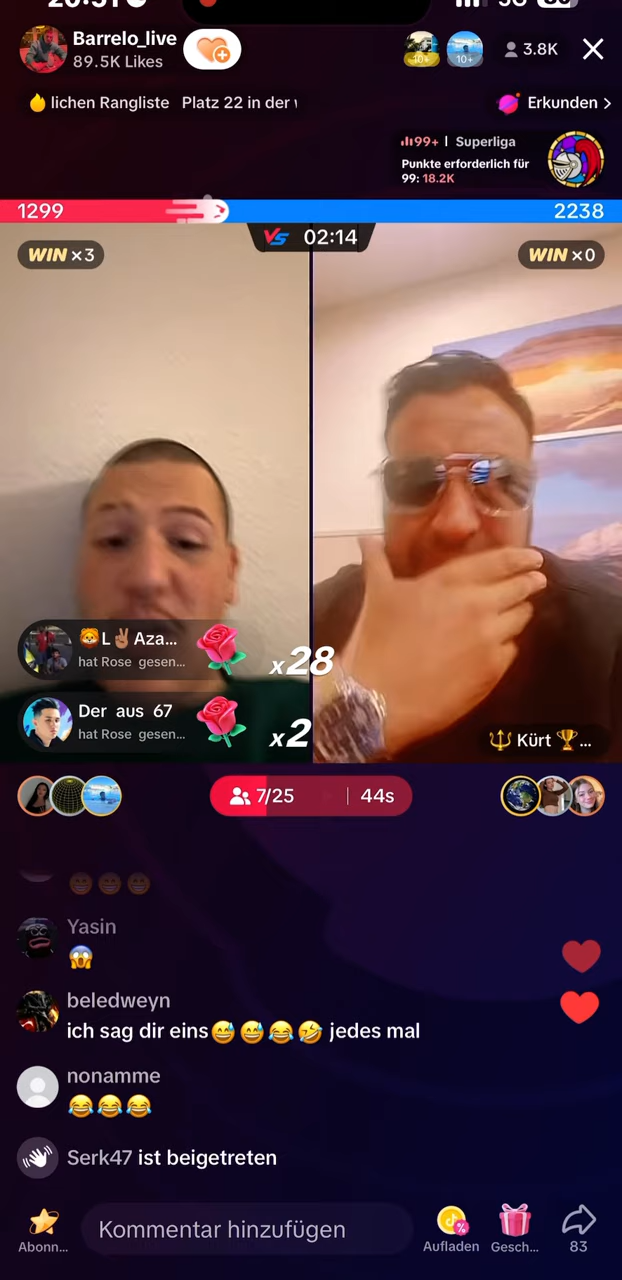 Barrelo_live
89.5K Likes
10+
10+
3.8K
lichen Rangliste Platz 22 in der
Erkunden >
99+ | Superliga
Punkte erforderlich für
99: 18.2K
1299
2238
VS 02:14
WIN ×3
WIN ×0
L Aza...
hat Rose gesen...
x28
Der aus 67
hat Rose gesen...
x2
Kürt ...
7/25 | 44s
Yasin
beledweyn
ich sag dir eins😅😅😂🤣 jedes mal
nonamme
😂😂😂
Serk47 ist beigetreten
Abonn...
Kommentar hinzufügen
Aufladen
Gesch...
83